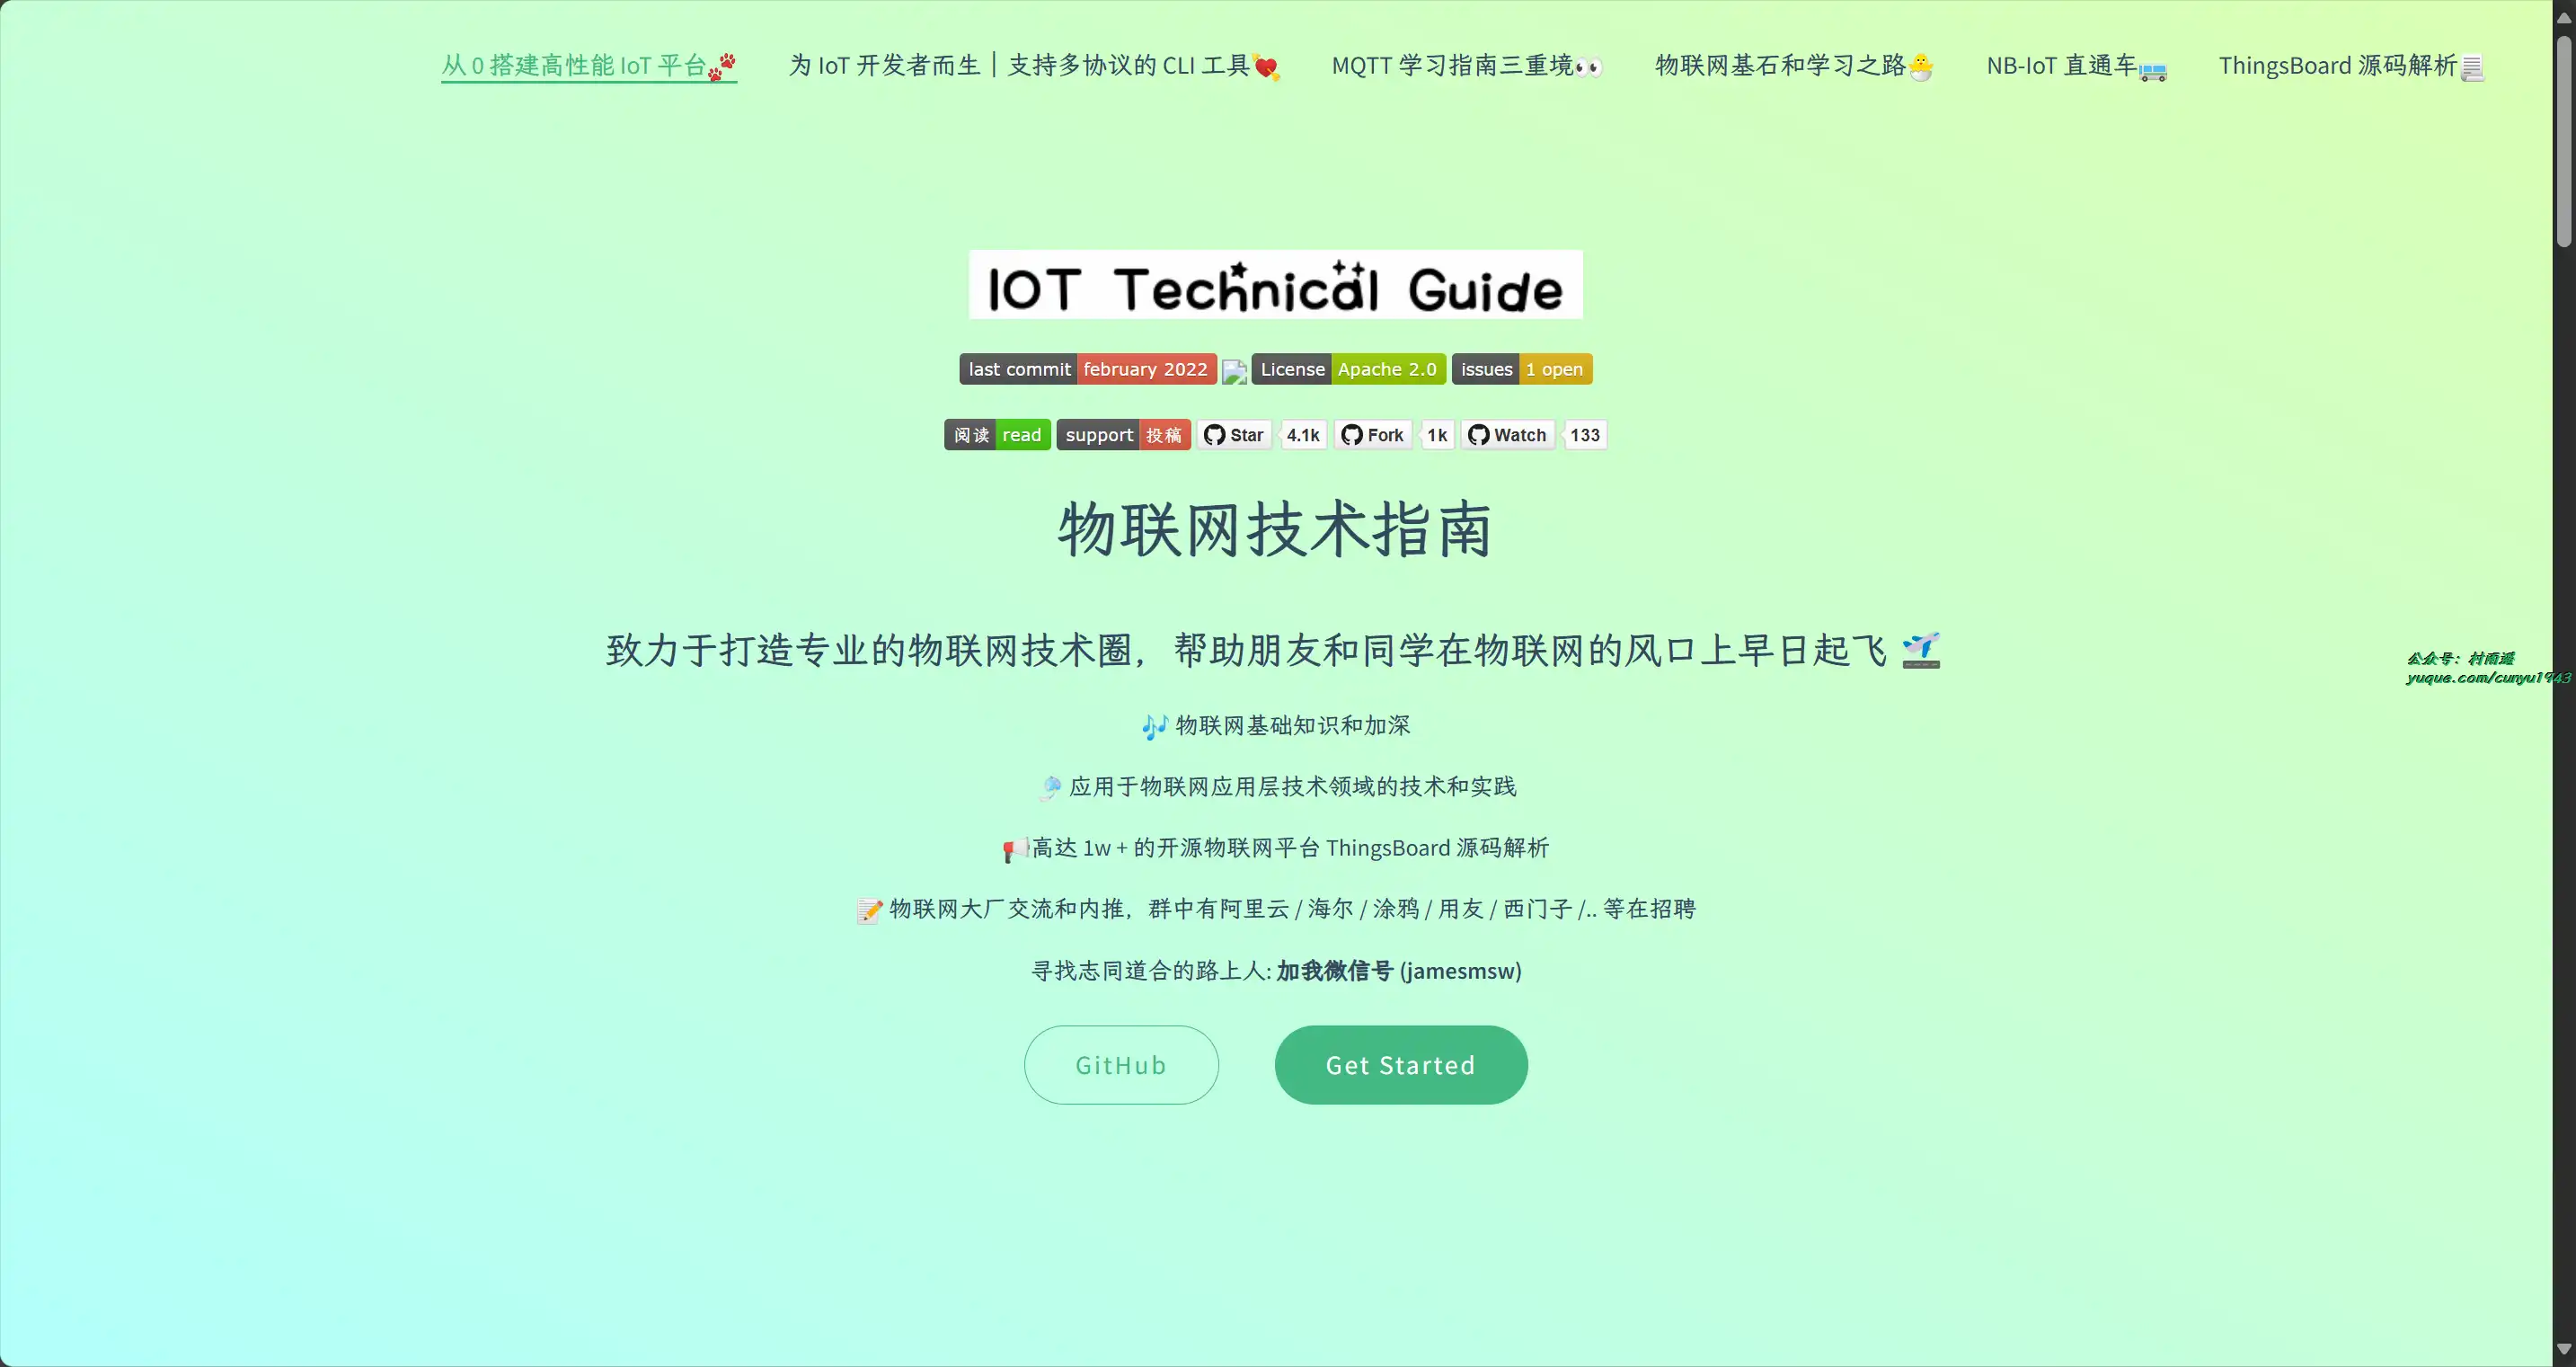 从 0 搭建高性能 IoT 平台🐾 为 IoT 开发者而生｜支持多协议的 CLI 工具💘 MQTT 学习指南三重境👀 物联网基石和学习之路🐣 NB-IoT 直通车🚌 ThingsBoard 源码解析📃
IOT Technical Guide
last commit february 2022 License Apache 2.0 issues 1 open
阅读 read support 投稿 Star 4.1k Fork 1k Watch 133
物联网技术指南
致力于打造专业的物联网技术圈，帮助朋友和同学在物联网的风口上早日起飞 🛫
公众号：村雨遥
yuque.com/cunyu1943
🎶 物联网基础知识和加深
应用于物联网应用层技术领域的技术和实践
📢高达 1w + 的开源物联网平台 ThingsBoard 源码解析
📝 物联网大厂交流和内推，群中有阿里云 / 海尔 / 涂鸦 / 用友 / 西门子 /.. 等在招聘
寻找志同道合的路上人: 加我微信号 (jamesmsw)
GitHub Get Started